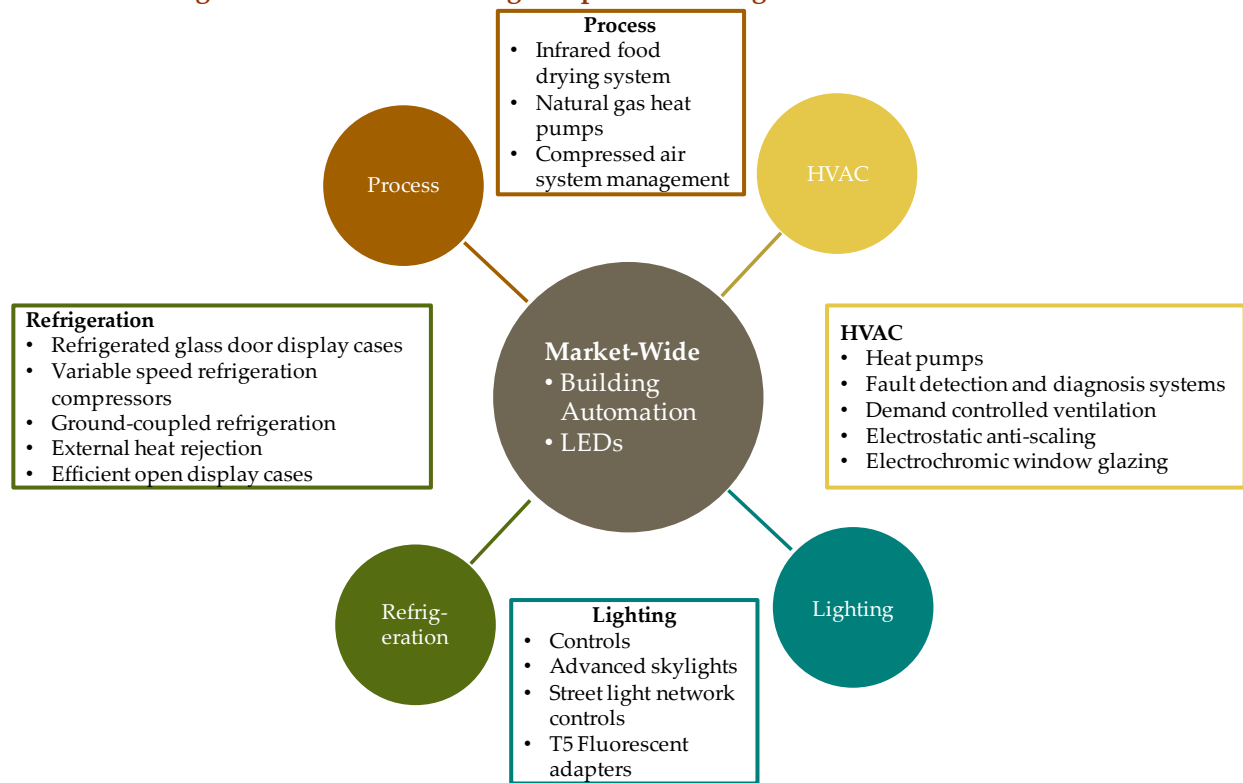 Process
• Infrared food
drying system
• Natural gas heat
pumps
• Compressed air
system management
Process
HVAC
Refrigeration
• Refrigerated glass door display cases
• Variable speed refrigeration
compressors
• Ground-coupled refrigeration
• External heat rejection
• Efficient open display cases
Market-Wide
• Building
Automation
• LEDs
HVAC
• Heat pumps
• Fault detection and diagnosis systems
• Demand controlled ventilation
• Electrostatic anti-scaling
• Electrochromic window glazing
Refrig-
eration
Lighting
• Controls
• Advanced skylights
• Street light network
controls
• T5 Fluorescent
adapters
Lighting